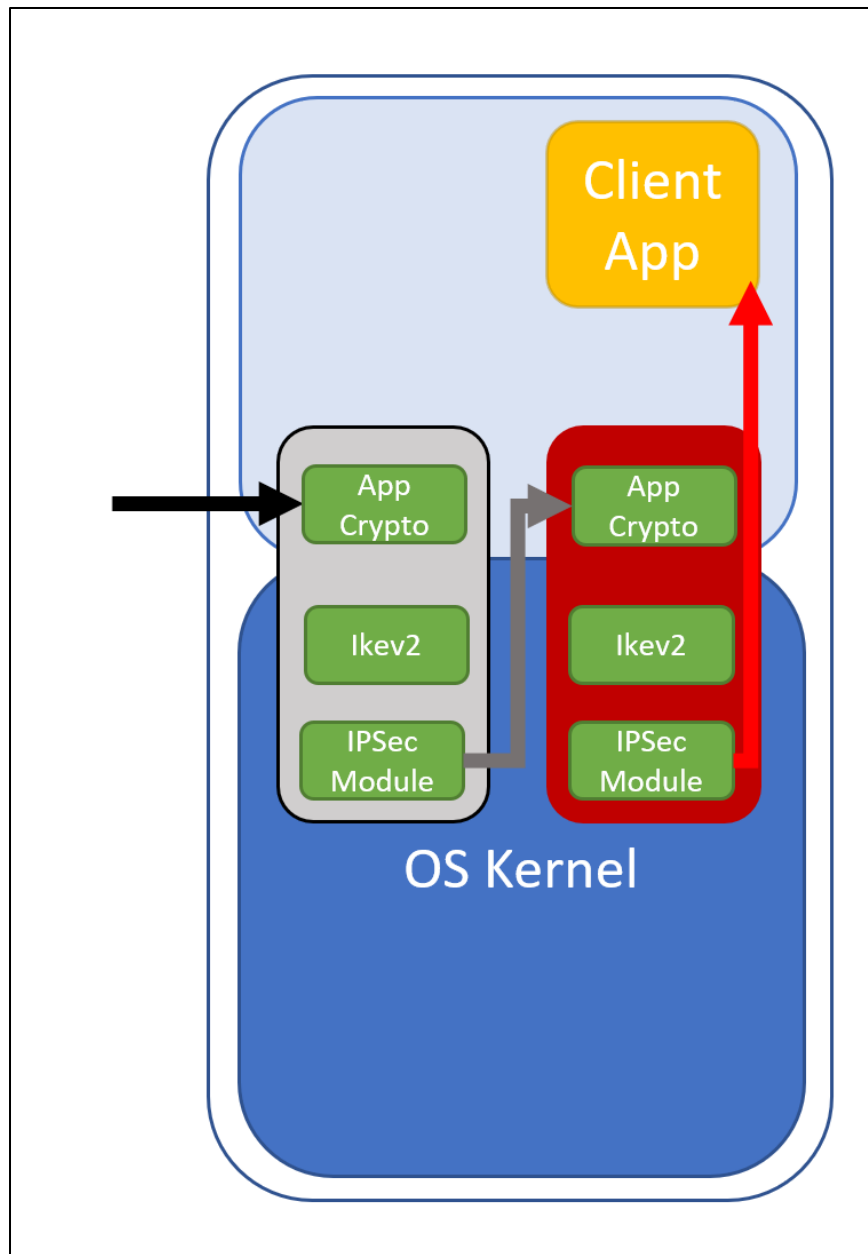 Client
App
App
Crypto
Ikev2
IPSec
Module
App
Crypto
Ikev2
IPSec
Module
OS Kernel